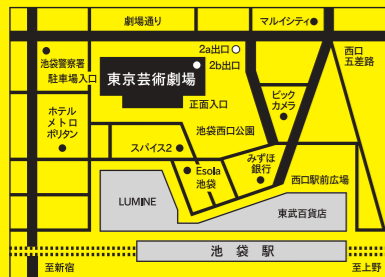 劇場通り
マルイシティ
2a出口
西口
五差路
池袋警察署
2b出口
駐車場入口
東京芸術劇場
正面入口
ビック
カメラ
ホテル
メトロ
ポリタン
池袋西口公園
スパイス2
みずほ
銀行
Esola
池袋
西口駅前広場
LUMINE
東武百貨店
池袋駅
至新宿
至上野